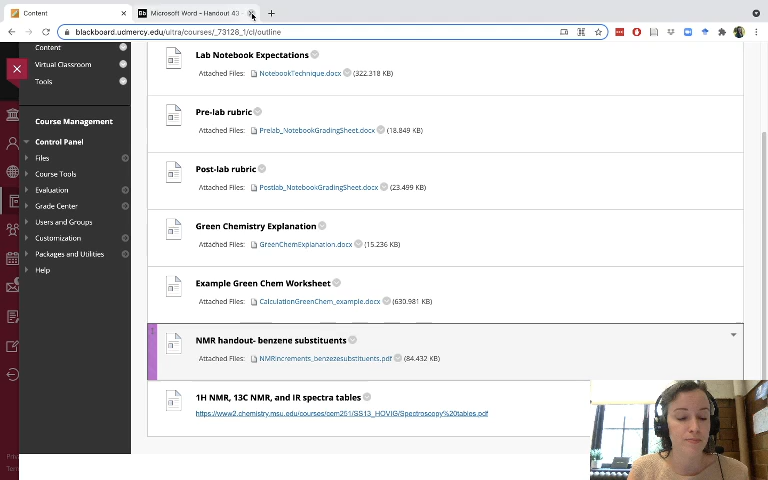 Content
Microsoft Word - Handout 43 -
blackboard.udmercy.edu/ultra/courses/_73128_1/cl/outline
Content
Virtual Classroom
Tools
Course Management
Control Panel
Files
Course Tools
Evaluation
Grade Center
Users and Groups
Customization
Packages and Utilities
Help
Lab Notebook Expectations
Attached Files: NotebookTechnique.docx (322.318 KB)
Pre-lab rubric
Attached Files: Prelab_NotebookGradingSheet.docx (18.849 KB)
Post-lab rubric
Attached Files: Postlab_NotebookGradingSheet.docx (23.499 KB)
Green Chemistry Explanation
Attached Files: GreenChemExplanation.docx (15.236 KB)
Example Green Chem Worksheet
Attached Files: CalculationGreenChem_example.docx (630.981 KB)
NMR handout- benzene substituents
Attached Files: NMRincrements_benzezesubstituents.pdf (84.432 KB)
1H NMR, 13C NMR, and IR spectra tables
https://www2.chemistry.msu.edu/courses/cem251/SS13_HOVIG/Spectroscopy%20tables.pdf